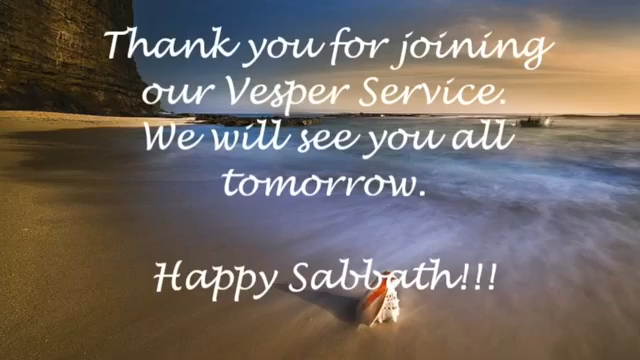 Thank you for joining
our Vesper Service.
We will see you all
tomorrow.
Happy Sabbath!!!